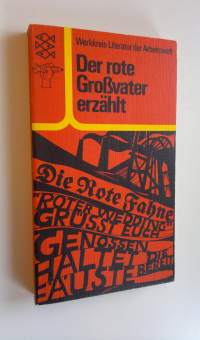 Werkkreis Literatur der Arbeitswelt
Der rote
Großvater
erzählt
Die Rote Fahne
"ROTER WEDDING"
GRÜSST EUCH
GENOSSEN
HALTET DIE
FÄUSTE BEREIT